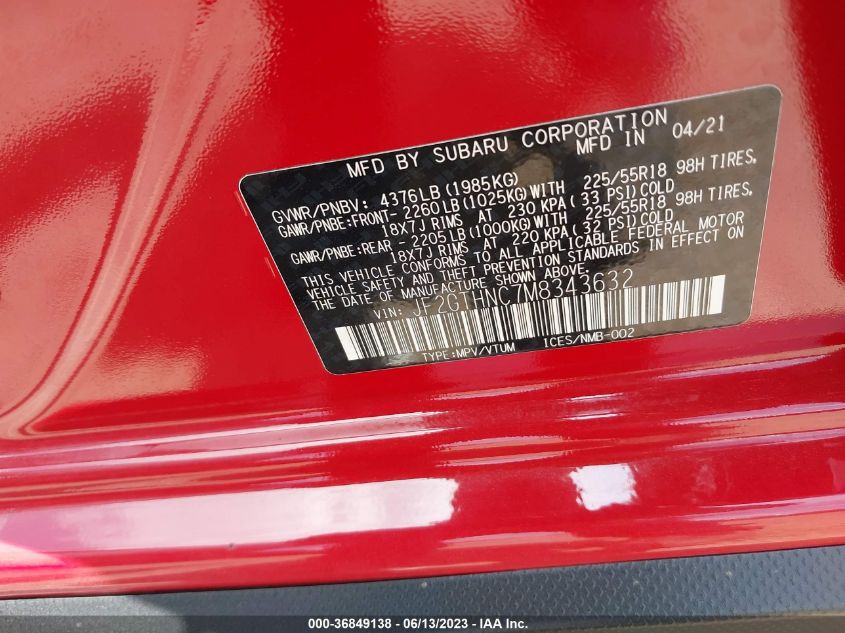 MFD BY SUBARU CORPORATION
MFD IN 04/21
GVWR/PNBV: 4376LB(1985KG)
GAWR/PNBE:FRONT- 2260LB(1025KG)WITH 225/55R18 98H TIRES,
18X7J RIMS AT 230 KPA( 33 PSI)COLD
GAWR/PNBE:REAR - 2205LB(1000KG)WITH 225/55R18 98H TIRES,
18X7J RIMS AT 220 KPA( 32 PSI)COLD
THIS VEHICLE CONFORMS TO ALL APPLICABLE FEDERAL MOTOR
VEHICLE SAFETY AND THEFT PREVENTION STANDARDS IN EFFECT ON
THE DATE OF MANUFACTURE SHOWN ABOVE.
VIN: JF2GTHNC7M8343632
TYPE:MPV/VTUM ICES/NMB-002
000-36849138 - 06/13/2023 - IAA Inc.